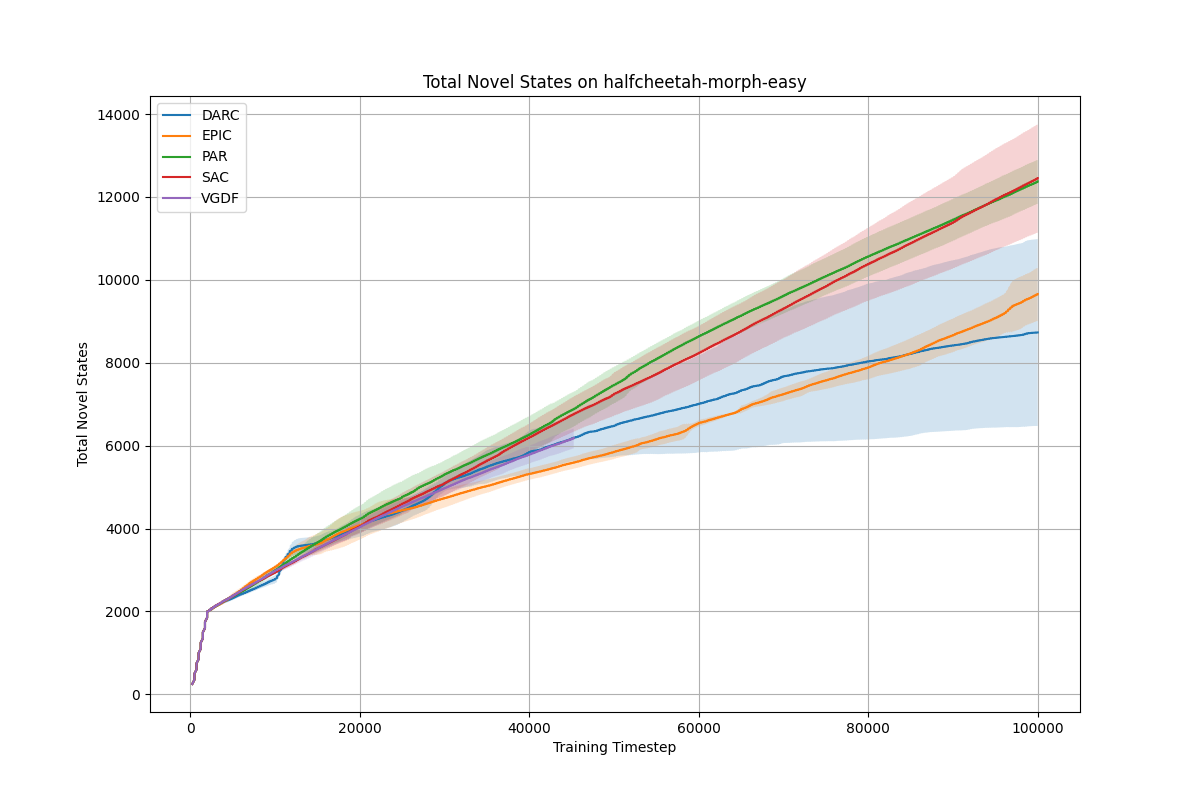 Total Novel States on halfcheetah-morph-easy
DARC
EPIC
PAR
SAC
VGDF
14000
12000
10000
8000
6000
4000
2000
0
Total Novel States
0
20000
40000
60000
80000
100000
Training Timestep